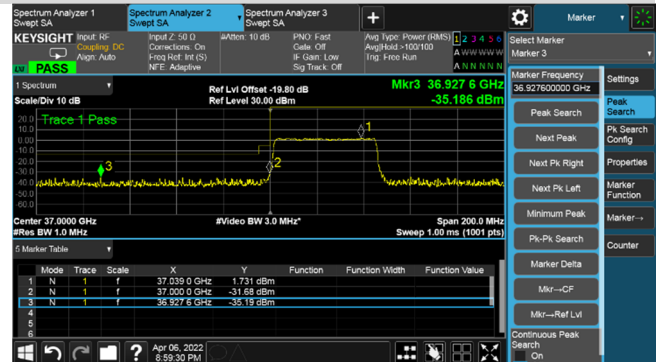 Spectrum Analyzer 1
Swept SA
Spectrum Analyzer 2
Swept SA
Spectrum Analyzer 3
Swept SA
Marker
KEYSIGHT
Input: RF
Coupling: DC
Align: Auto
Input Z: 50 Ω
Corrections: On
Freq Ref: Int (S)
NFE: Adaptive
#Atten: 10 dB
PNO: Fast
Gate: Off
IF Gain: Low
Sig Track: Off
Avg Type: Power (RMS)
Avg|Hold: >100/100
Trig: Free Run
1 2 3 4 5 6
A W W W W W
A N N N N N
PASS
Select Marker
Marker 3
1 Spectrum
Scale/Div 10 dB
Ref Lvl Offset -19.80 dB
Ref Level 30.00 dBm
Mkr3 36.927 6 GHz
-35.186 dBm
Trace 1 Pass
20.0
10.0
0.00
-10.0
-20.0
-30.0
-40.0
-50.0
-60.0
1
2
3
Center 37.0000 GHz
#Res BW 1.0 MHz
#Video BW 3.0 MHz*
Span 200.0 MHz
Sweep 1.00 ms (1001 pts)
5 Marker Table
Mode Trace Scale X Y Function Function Width Function Value
1 N 1 f 37.039 0 GHz 1.731 dBm
2 N 1 f 37.000 0 GHz -31.68 dBm
3 N 1 f 36.927 6 GHz -35.19 dBm
4
5
6
Marker Frequency
36.927600000 GHz
Peak Search
Next Peak
Next Pk Right
Next Pk Left
Minimum Peak
Pk-Pk Search
Marker Delta
Mkr→CF
Mkr→Ref Lvl
Continuous Peak
Search
On
Settings
Peak
Search
Pk Search
Config
Properties
Marker
Function
Marker→
Counter
Apr 06, 2022
8:59:30 PM